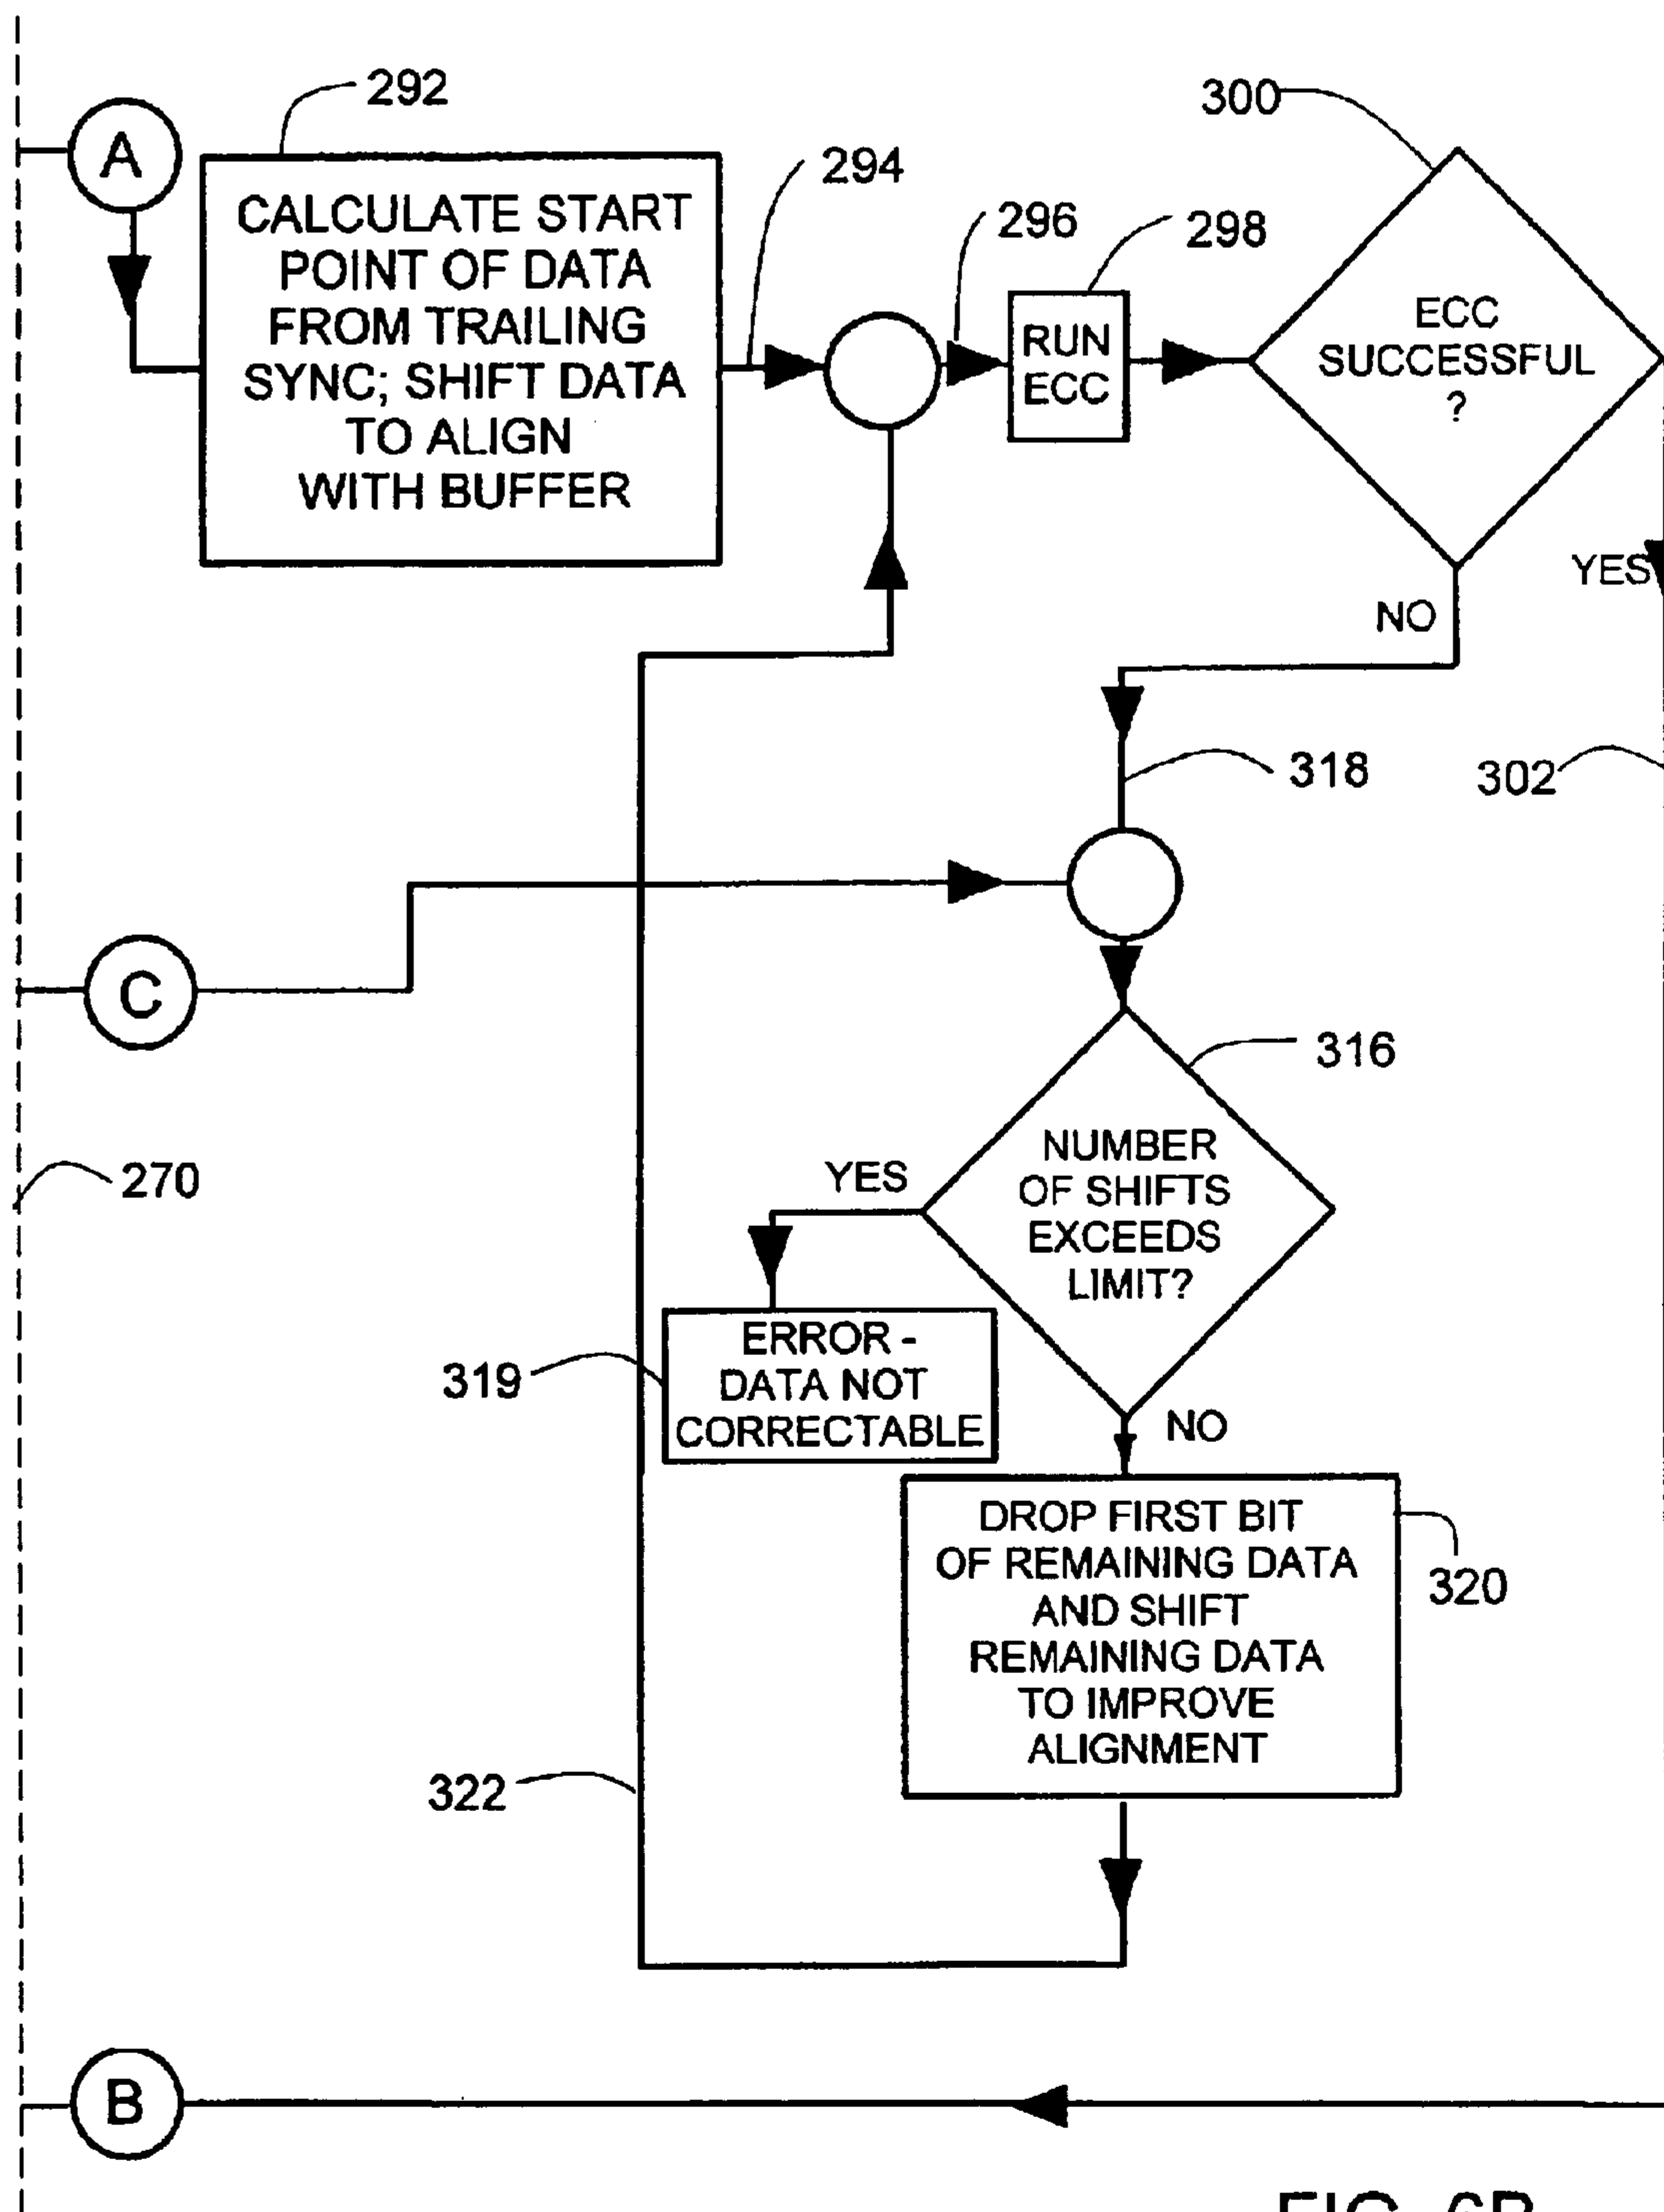 292
300
A
294
296
298
CALCULATE START
POINT OF DATA
FROM TRAILING
SYNC; SHIFT DATA
TO ALIGN
WITH BUFFER
RUN
ECC
ECC
SUCCESSFUL
?
YES
NO
318
302
C
316
270
NUMBER
OF SHIFTS
EXCEEDS
LIMIT?
YES
319
ERROR -
DATA NOT
CORRECTABLE
NO
DROP FIRST BIT
OF REMAINING DATA
AND SHIFT
REMAINING DATA
TO IMPROVE
ALIGNMENT
320
322
B
FIG. 6B